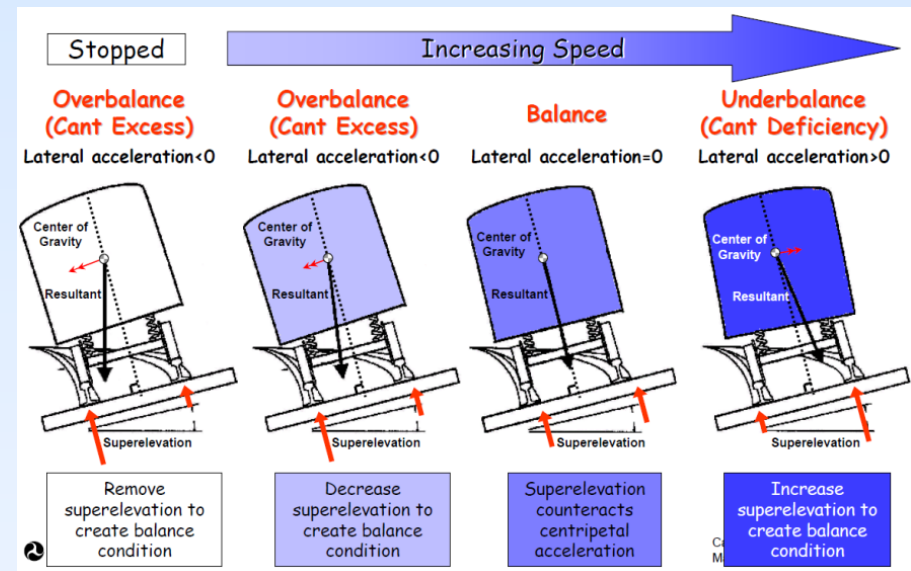 Stopped
Increasing Speed
Overbalance
(Cant Excess)
Lateral acceleration<0
Overbalance
(Cant Excess)
Lateral acceleration<0
Balance
Lateral acceleration=0
Underbalance
(Cant Deficiency)
Lateral acceleration>0
Center of
Gravity
Resultant
Superelevation
Center of
Gravity
Resultant
Superelevation
Center of
Gravity
Resultant
Superelevation
Center of
Gravity
Resultant
Superelevation
Remove
superelevation to
create balance
condition
Decrease
superelevation to
create balance
condition
Superelevation
counteracts
centripetal
acceleration
Increase
superelevation to
create balance
condition